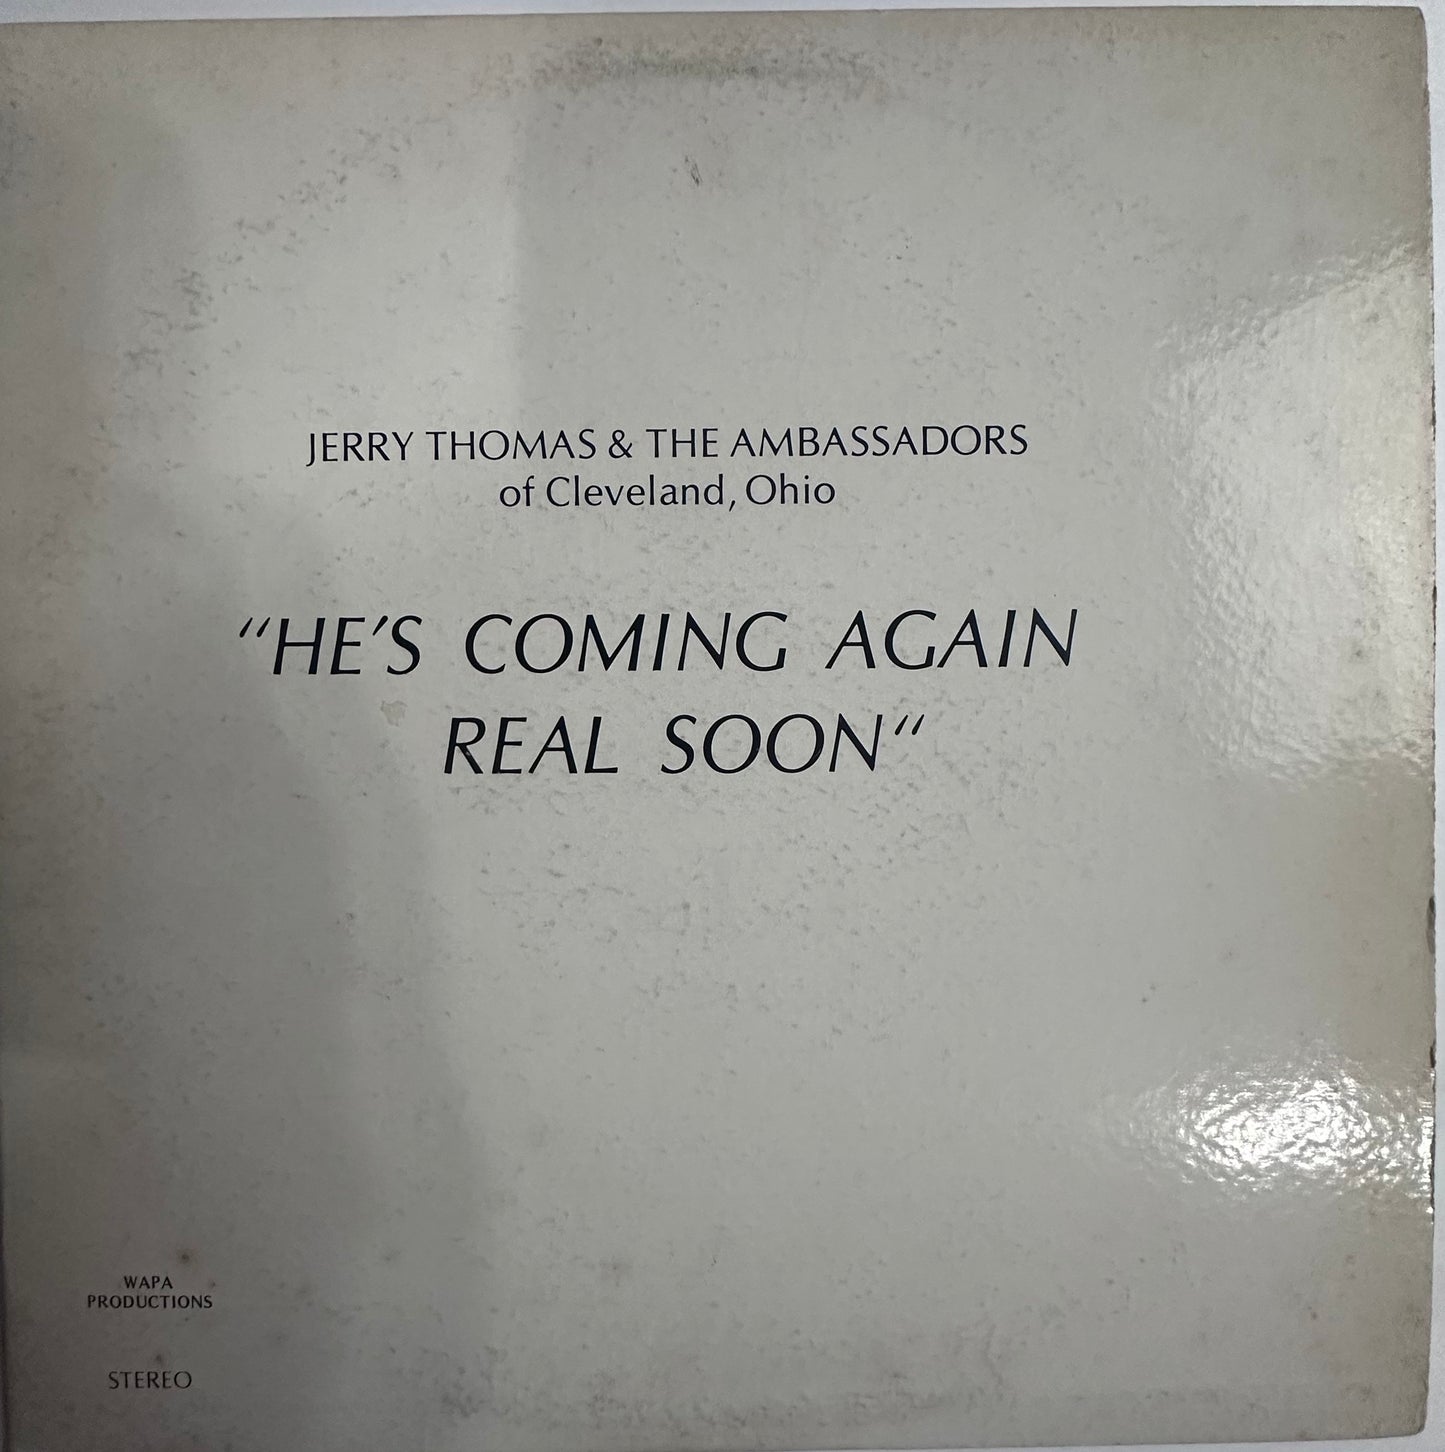 JERRY THOMAS & THE AMBASSADORS
of Cleveland, Ohio
"HE'S COMING AGAIN
REAL SOON"
WAPA
PRODUCTIONS
STEREO